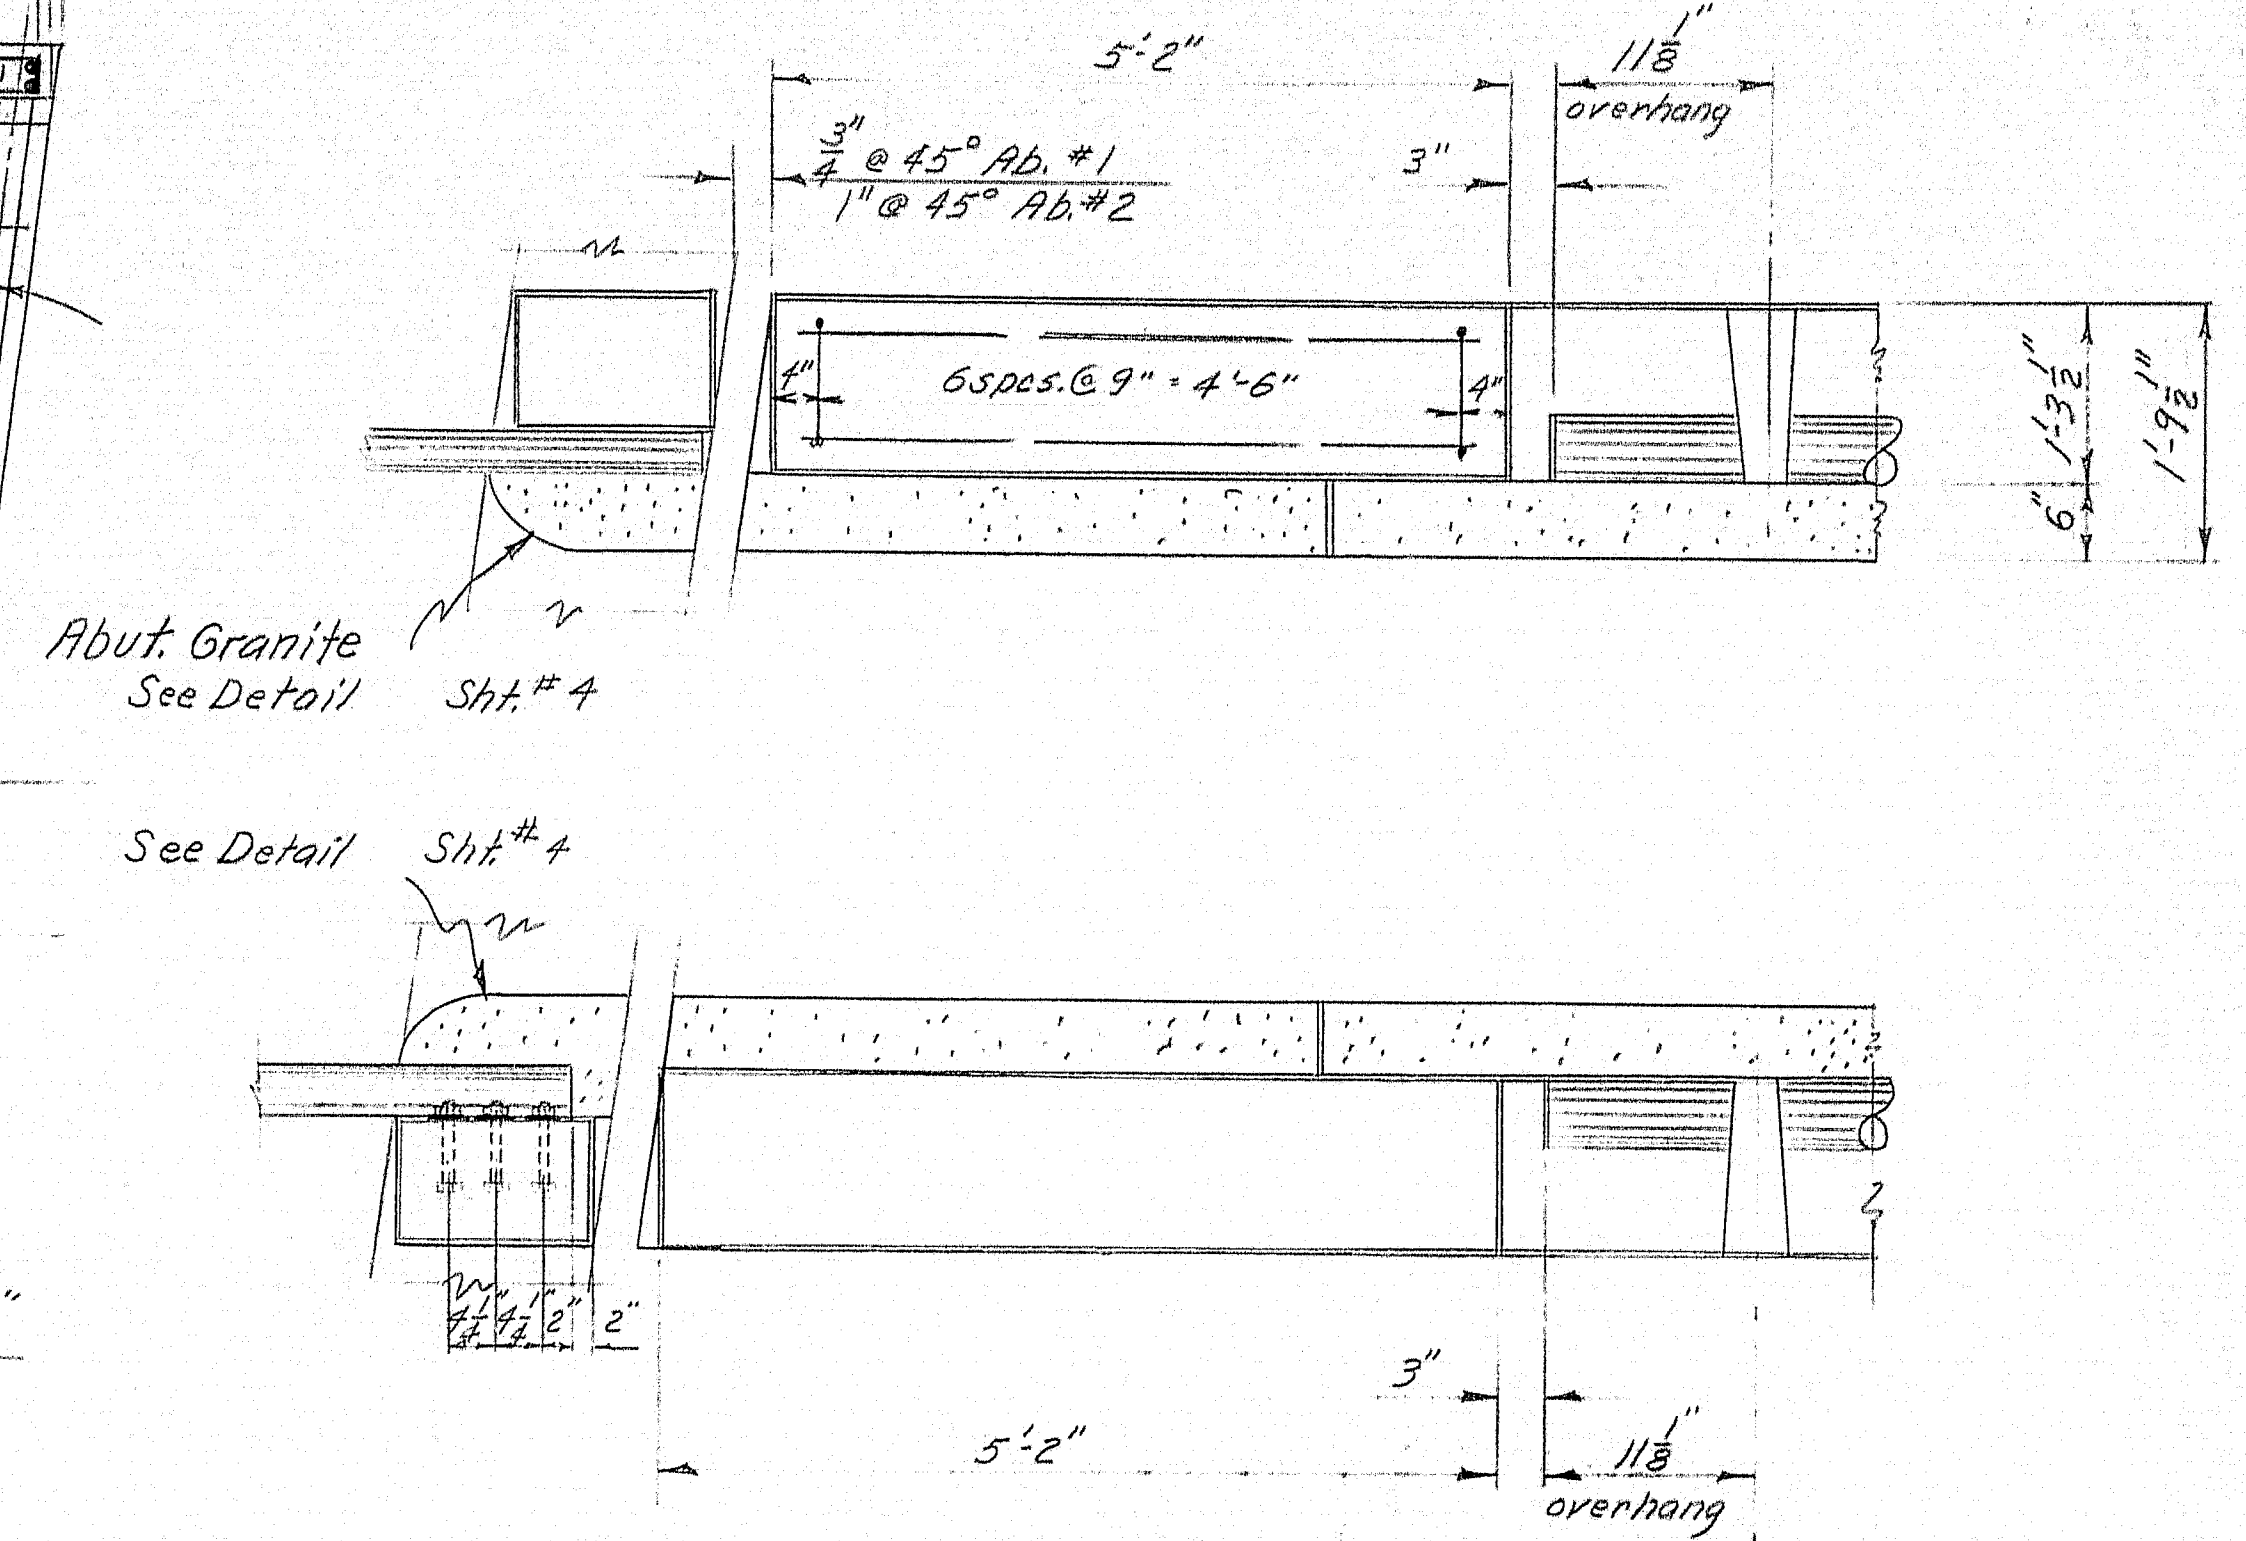 5'-2"
11 1/8"
overhang
3/4" @ 45° Ab. #1
1" @ 45° Ab. #2
3"
4"
6 spcs. @ 9" = 4'-6"
4"
1'-3 1/2"
1'-9 1/2"
6"
Abut. Granite
See Detail Sht. #4
See Detail Sht. #4
4 1/4" 4 1/4" 2" 2"
3"
5'-2"
11 1/8"
overhang
"